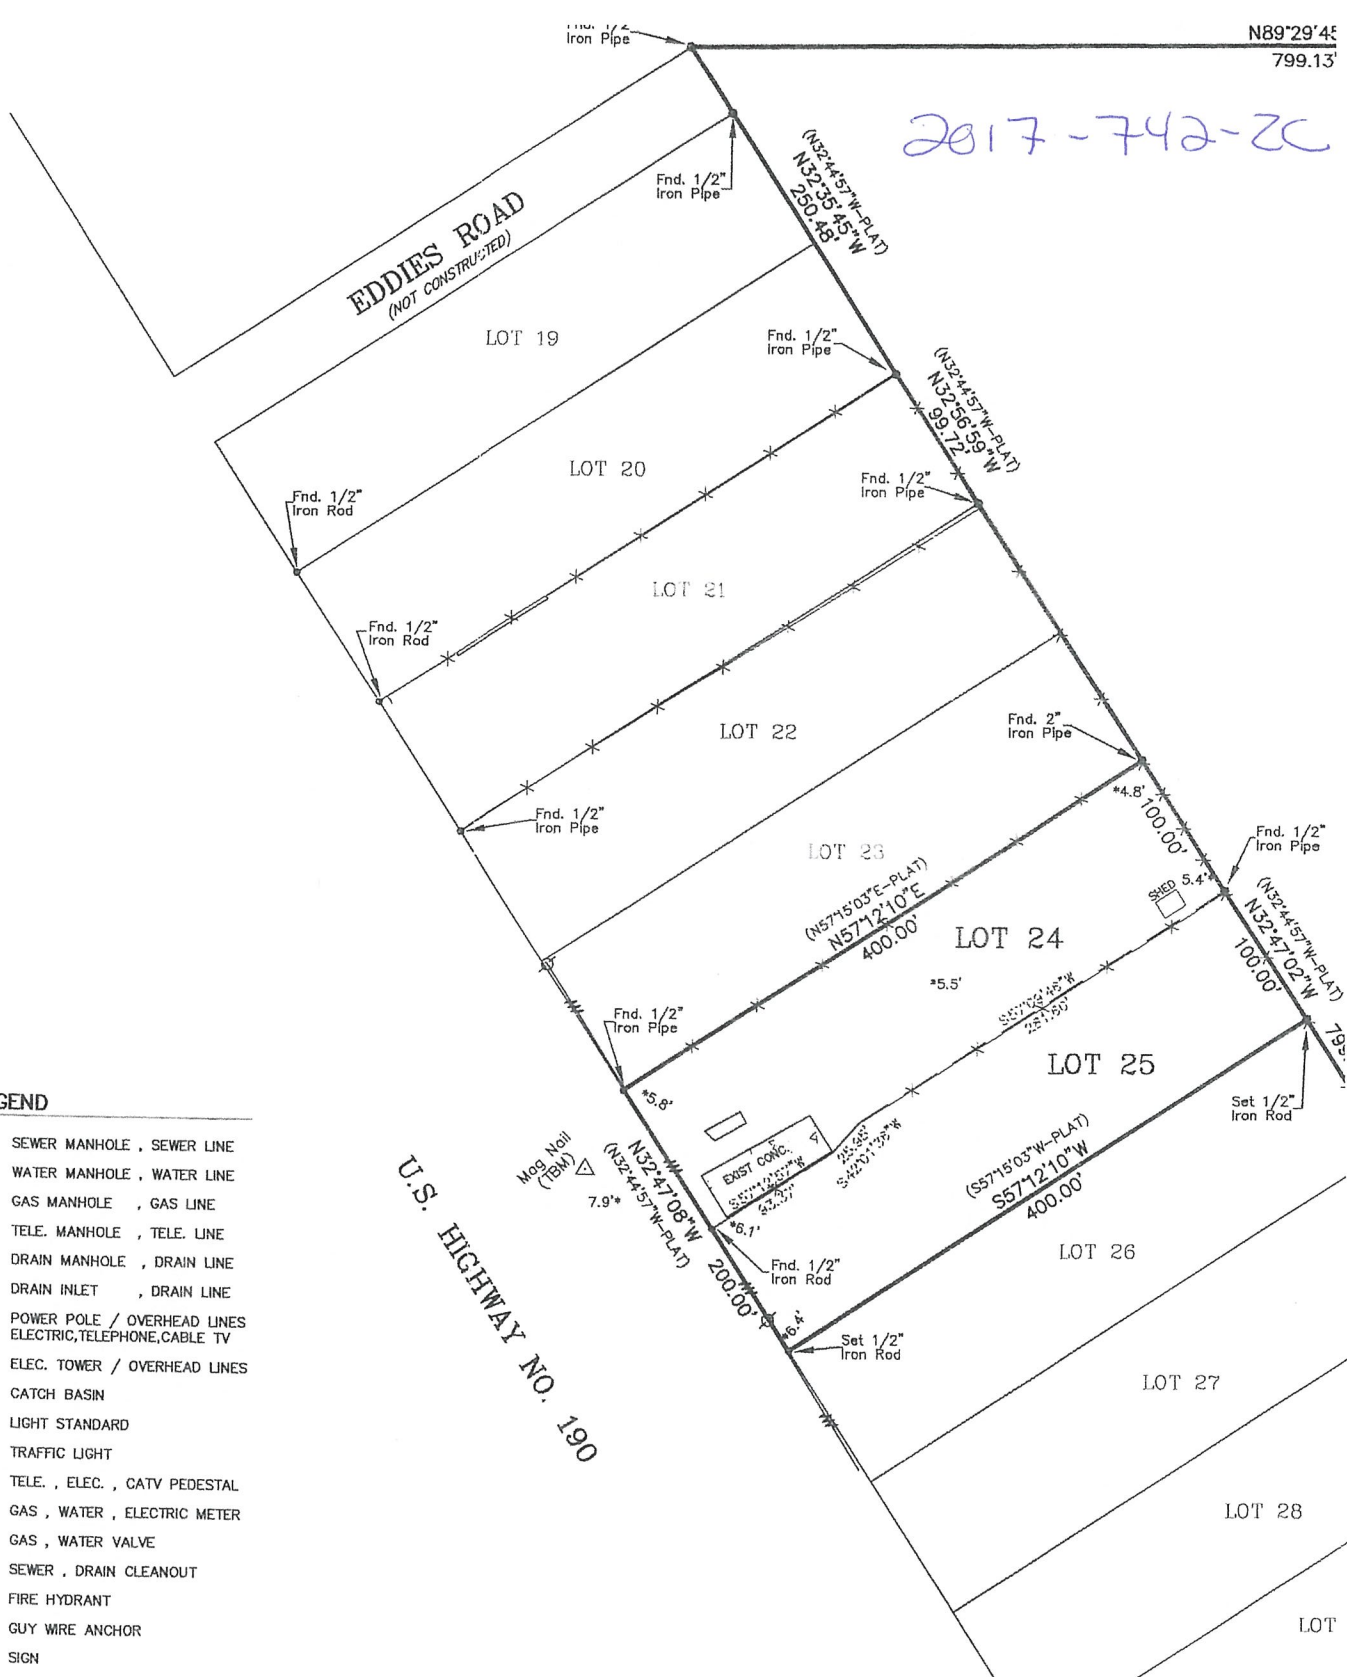 Iron Pipe
N89°29'45
799.13'
2017-742-ZC
Fnd. 1/2"
Iron Pipe
(N32°44'57"W-PLAT)
N32°35'45"W
250.48'
EDDIES ROAD
(NOT CONSTRUCTED)
LOT 19
Fnd. 1/2"
Iron Pipe
(N32°44'57"W-PLAT)
N32°56'59"W
99.72'
LOT 20
Fnd. 1/2"
Iron Pipe
Fnd. 1/2"
Iron Rod
LOT 21
Fnd. 1/2"
Iron Rod
LOT 22
Fnd. 2"
Iron Pipe
*4.8'
100.00'
Fnd. 1/2"
Iron Pipe
Fnd. 1/2"
Iron Pipe
LOT 23
(N57°15'03"E-PLAT)
N57°12'10"E
400.00'
SHED
5.4'*
(N32°44'57"W-PLAT)
N32°47'02"W
100.00'
LOT 24
*5.5'
Fnd. 1/2"
Iron Pipe
LOT 25
799.
Set 1/2"
Iron Rod
*5.8'
EXIST CONC.
(S57°15'03"W-PLAT)
S57°12'10"W
400.00'
Mag Nail
(TBM)
7.9'*
N32°47'08"W
(N32°44'57"W-PLAT)
200.00'
*6.1'
Fnd. 1/2"
Iron Rod
LOT 26
*6.4'
Set 1/2"
Iron Rod
U.S. HIGHWAY NO. 190
LOT 27
LOT 28
LOT
GEND
SEWER MANHOLE , SEWER LINE
WATER MANHOLE , WATER LINE
GAS MANHOLE , GAS LINE
TELE. MANHOLE , TELE. LINE
DRAIN MANHOLE , DRAIN LINE
DRAIN INLET , DRAIN LINE
POWER POLE / OVERHEAD LINES
ELECTRIC,TELEPHONE,CABLE TV
ELEC. TOWER / OVERHEAD LINES
CATCH BASIN
LIGHT STANDARD
TRAFFIC LIGHT
TELE. , ELEC. , CATV PEDESTAL
GAS , WATER , ELECTRIC METER
GAS , WATER VALVE
SEWER , DRAIN CLEANOUT
FIRE HYDRANT
GUY WIRE ANCHOR
SIGN